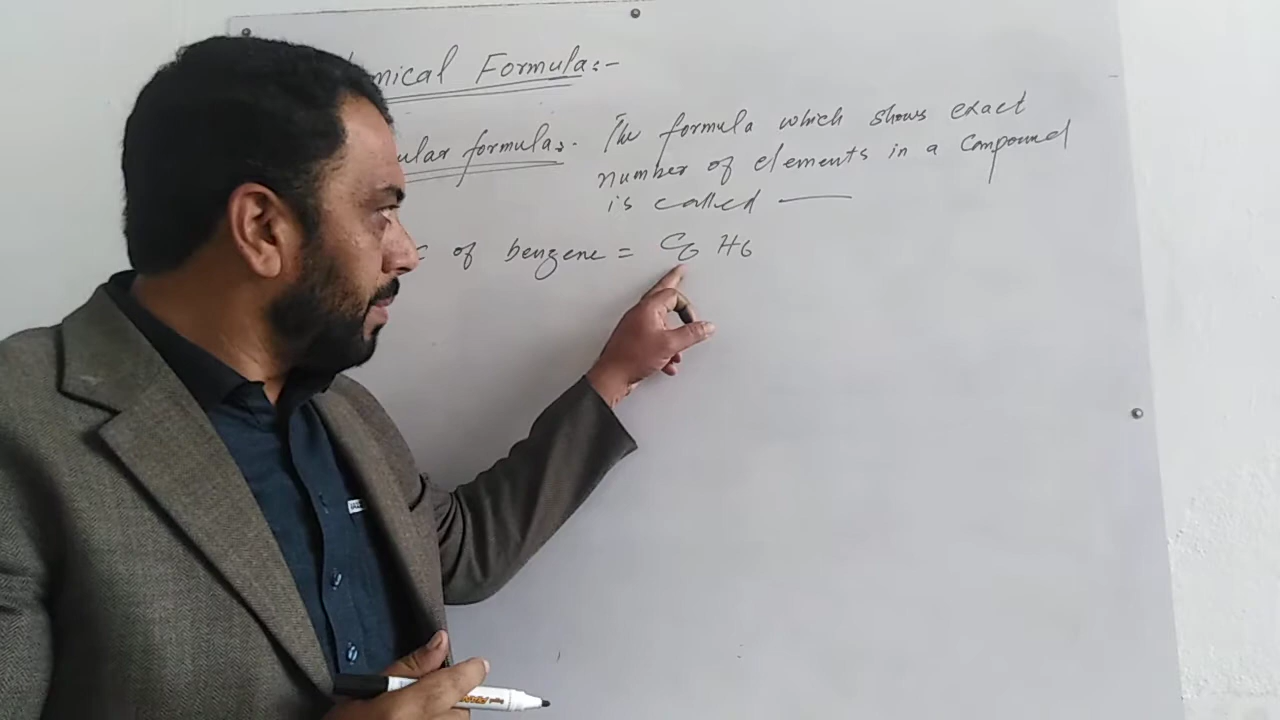 mical Formula:-
ular formula:- The formula which shows exact
number of elements in a compound
is called ——
of benzene = C6 H6